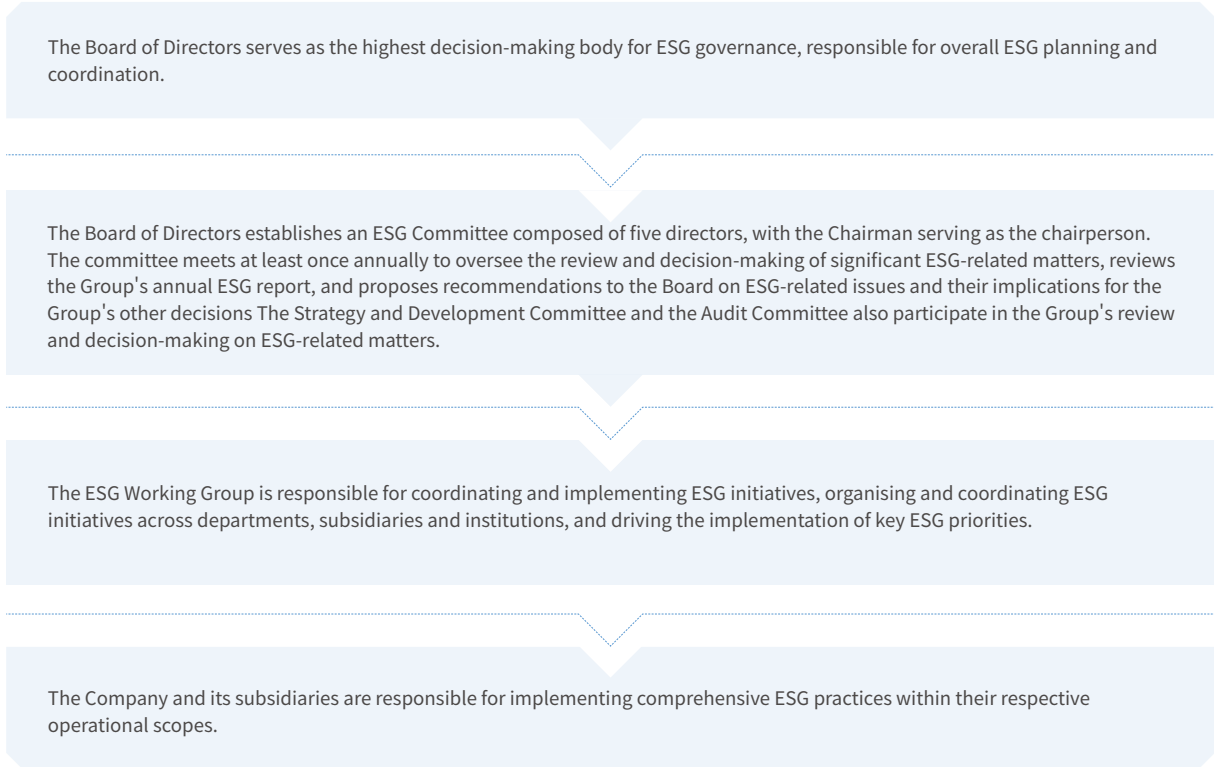 The Board of Directors serves as the highest decision-making body for ESG governance, responsible for overall ESG planning and
coordination.
The Board of Directors establishes an ESG Committee composed of five directors, with the Chairman serving as the chairperson.
The committee meets at least once annually to oversee the review and decision-making of significant ESG-related matters, reviews
the Group's annual ESG report, and proposes recommendations to the Board on ESG-related issues and their implications for the
Group's other decisions The Strategy and Development Committee and the Audit Committee also participate in the Group's review
and decision-making on ESG-related matters.
The ESG Working Group is responsible for coordinating and implementing ESG initiatives, organising and coordinating ESG
initiatives across departments, subsidiaries and institutions, and driving the implementation of key ESG priorities.
The Company and its subsidiaries are responsible for implementing comprehensive ESG practices within their respective
operational scopes.